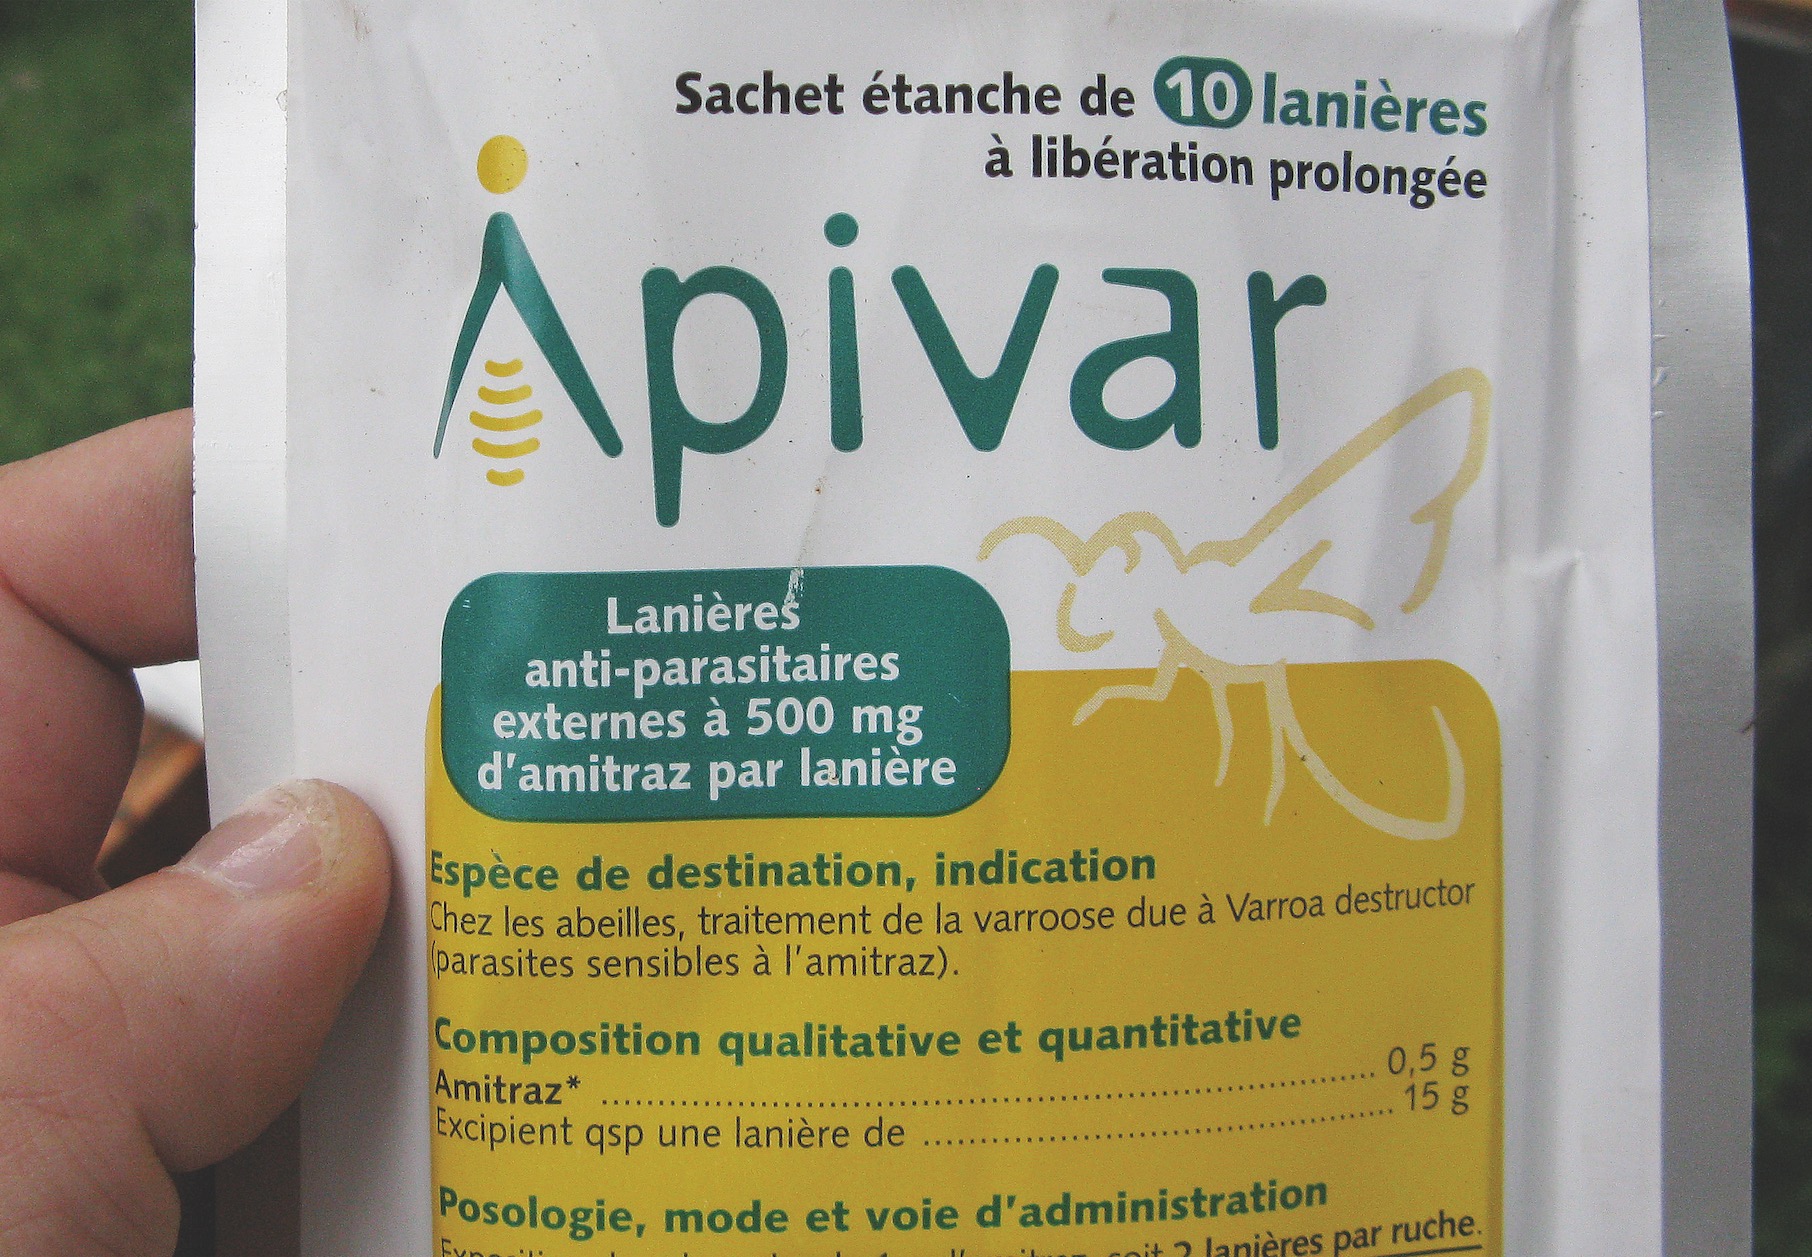 Sachet étanche de 10 lanières
à libération prolongée
Apivar
Lanières
anti-parasitaires
externes à 500 mg
d'amitraz par lanière
Espèce de destination, indication
Chez les abeilles, traitement de la varroose due à Varroa destructor
(parasites sensibles à l'amitraz).
Composition qualitative et quantitative
Amitraz* ........................................ 0,5 g
Excipient qsp une lanière de ........................ 15 g
Posologie, mode et voie d'administration
soit 2 lanières par ruche.